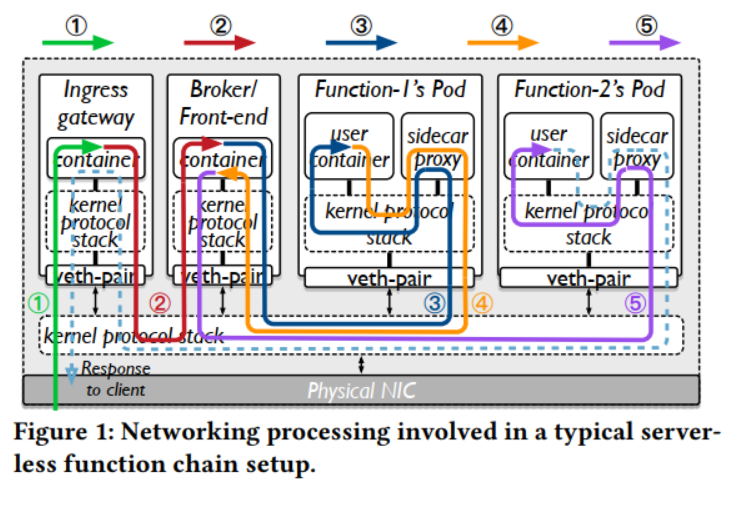 ① ② ③ ④ ⑤
Ingress
gateway
container
kernel
protocol
stack
veth-pair
Broker/
Front-end
container
kernel
protocol
stack
veth-pair
Function-1's Pod
user
container
sidecar
proxy
kernel protocol
stack
veth-pair
Function-2's Pod
user
container
sidecar
proxy
kernel protocol
stack
veth-pair
① ② ③ ④ ⑤
kernel protocol stack
Response
to client
Physical NIC
Figure 1: Networking processing involved in a typical server-
less function chain setup.